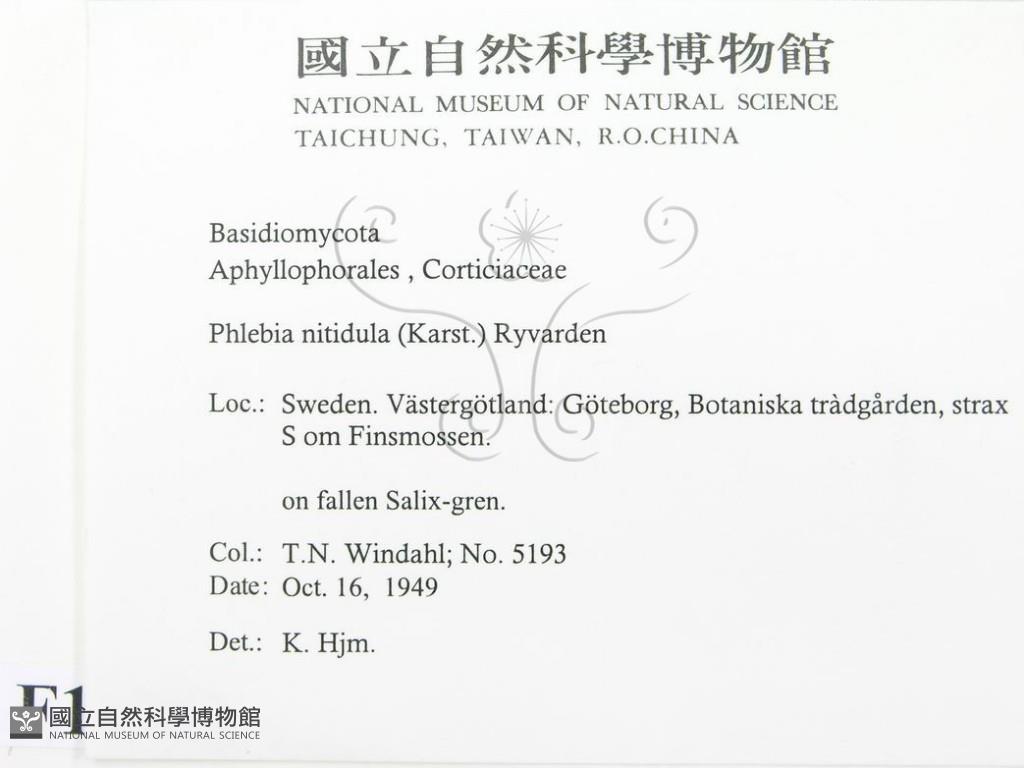 國立自然科學博物館
NATIONAL MUSEUM OF NATURAL SCIENCE
TAICHUNG, TAIWAN, R.O.CHINA
Basidiomycota
Aphyllophorales , Corticiaceae
Phlebia nitidula (Karst.) Ryvarden
Loc.: Sweden. Västergötland: Göteborg, Botaniska tràdgården, strax
S om Finsmossen.
on fallen Salix-gren.
Col.: T.N. Windahl; No. 5193
Date: Oct. 16, 1949
Det.: K. Hjm.
F1
國立自然科學博物館
NATIONAL MUSEUM OF NATURAL SCIENCE